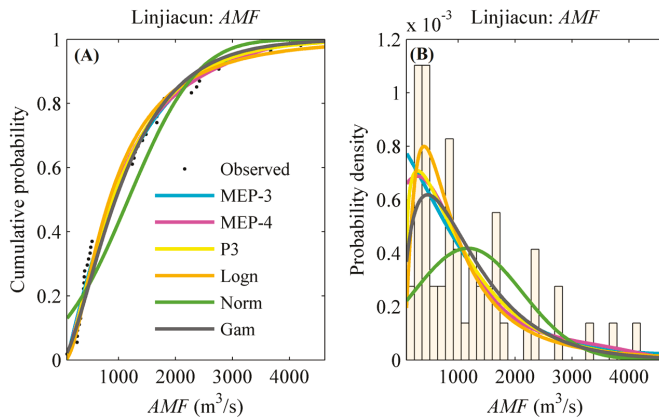 Linjiacun: AMF
(A)
Cumulative probability
1
0.8
0.6
0.4
0.2
0
Observed
MEP-3
MEP-4
P3
Logn
Norm
Gam
1000 2000 3000 4000
AMF (m³/s)
Linjiacun: AMF
x 10⁻³
(B)
Probability density
1.2
1
0.8
0.6
0.4
0.2
0
1000 2000 3000 4000
AMF (m³/s)